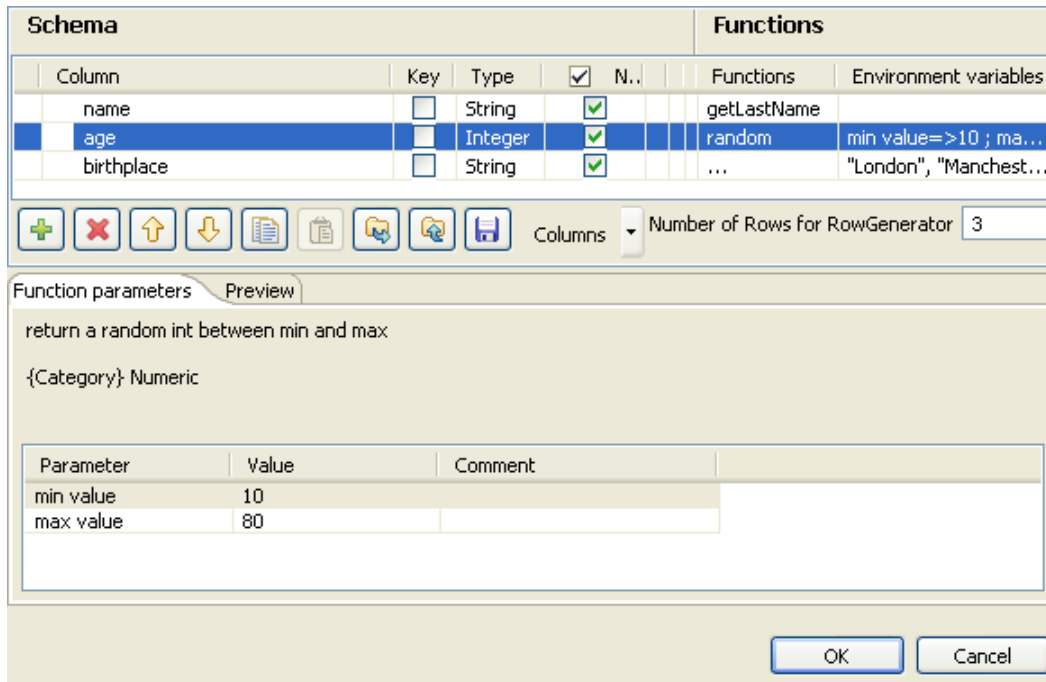 Schema Functions
Column Key Type N.. Functions Environment variables
name String getLastName
age Integer random min value=>10 ; ma...
birthplace String ... "London", "Manchest...
Columns Number of Rows for RowGenerator 3
Function parameters Preview
return a random int between min and max
{Category} Numeric
Parameter Value Comment
min value 10
max value 80
OK Cancel